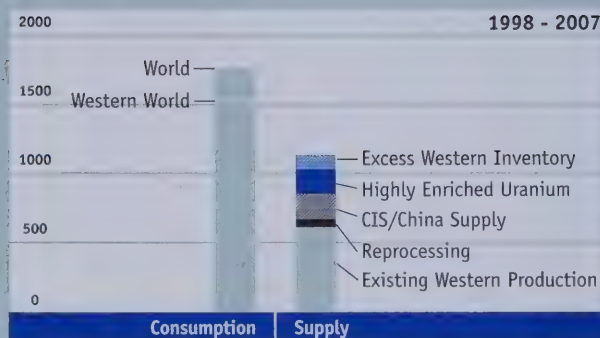 2000
1998 - 2007
World
Western World
1500
Excess Western Inventory
1000
Highly Enriched Uranium
CIS/China Supply
500
Reprocessing
Existing Western Production
0
Consumption Supply